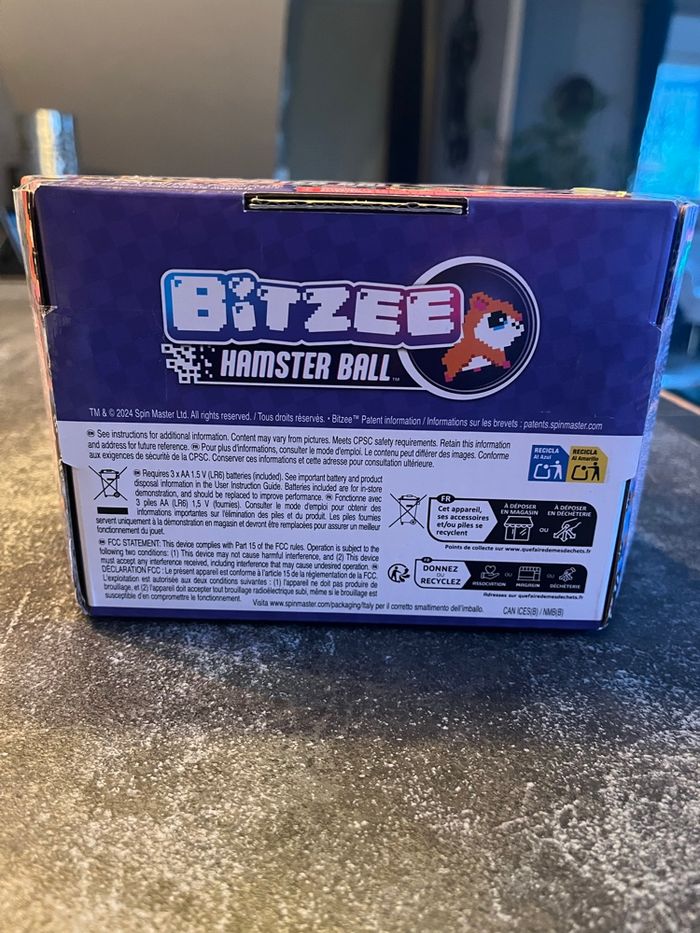 BiTZEE
HAMSTER BALL™
TM & © 2024 Spin Master Ltd. All rights reserved. / Tous droits réservés. • Bitzee™ Patent information / Informations sur les brevets : patents.spinmaster.com
See instructions for additional information. Content may vary from pictures. Meets CPSC safety requirements. Retain this information
and address for future reference. Pour plus d'informations, consulter le mode d'emploi. Le contenu peut différer des images. Conforme
aux exigences de sécurité de la CPSC. Conserver ces informations et cette adresse pour consultation ultérieure.
RECICLA
Al Azul
RECICLA
Al Amarillo
Requires 3 x AA 1.5 V (LR6) batteries (included). See important battery and product
disposal information in the User Instruction Guide. Batteries included are for in-store
demonstration, and should be replaced to improve performance. Fonctionne avec
3 piles AA (LR6) 1,5 V (fournies). Consulter le mode d'emploi pour obtenir des
informations importantes sur l'élimination des piles et du produit. Les piles fournies
servent uniquement à la démonstration en magasin et devront être remplacées pour assurer un meilleur
fonctionnement du jouet.
FR
Cet appareil,
ses accessoires
et/ou piles se
recyclent
À DÉPOSER
EN MAGASIN
OU
À DÉPOSER
EN DÉCHÈTERIE
Points de collecte sur www.quefairedemesdechets.fr
FCC STATEMENT: This device complies with Part 15 of the FCC rules. Operation is subject to the
following two conditions: (1) This device may not cause harmful interference, and (2) This device
must accept any interference received, including interference that may cause undesired operation.
DÉCLARATION FCC : Le présent appareil est conforme à l'article 15 de la réglementation de la FCC.
L'exploitation est autorisée aux deux conditions suivantes : (1) l'appareil ne doit pas produire de
brouillage, et (2) l'appareil doit accepter tout brouillage radioélectrique subi, même si le brouillage est
susceptible d'en compromettre le fonctionnement.
FR
DONNEZ
OU
RECYCLEZ
ASSOCIATION
OU
MAGASIN
OU
DÉCHÈTERIE
Adresses sur quefairedemesdechets.fr
Visita www.spinmaster.com/packaging/Italy per il corretto smaltimento dell'imballo.
CAN ICES(B) / NMB(B)